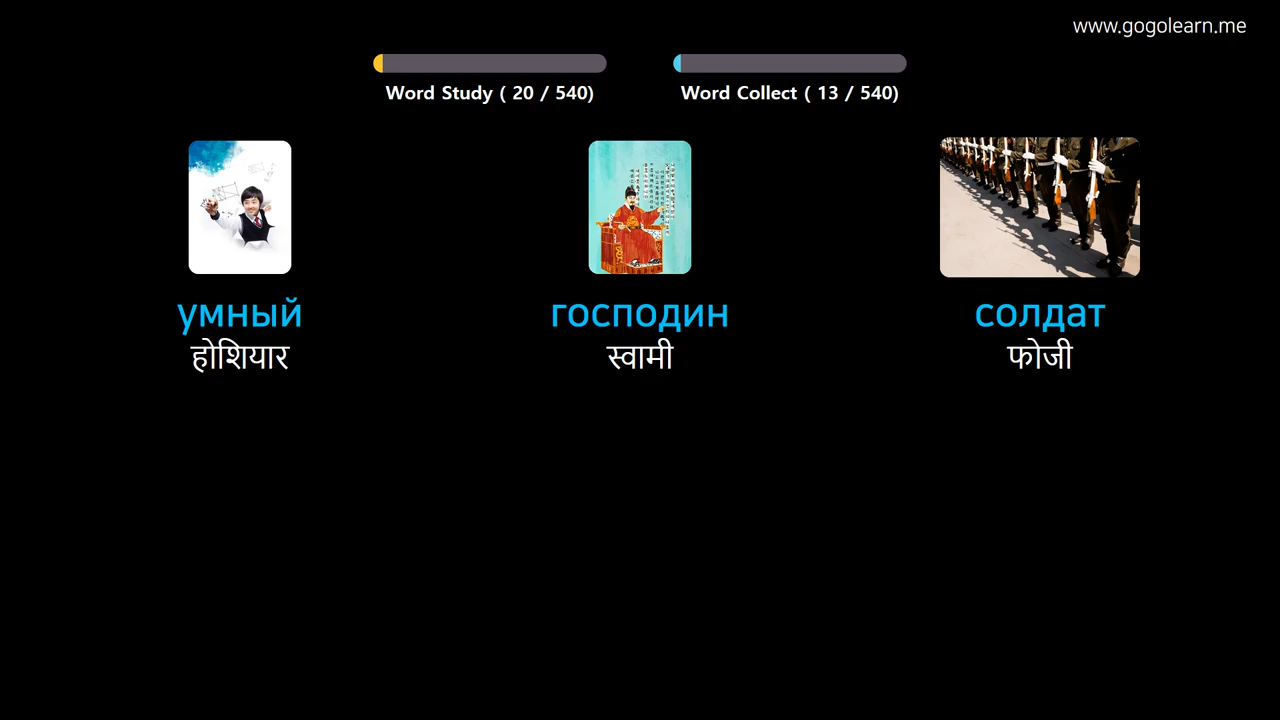 www.gogolearn.me
Word Study ( 20 / 540)
Word Collect ( 13 / 540)
умный
होशियार
господин
स्वामी
солдат
फोजी